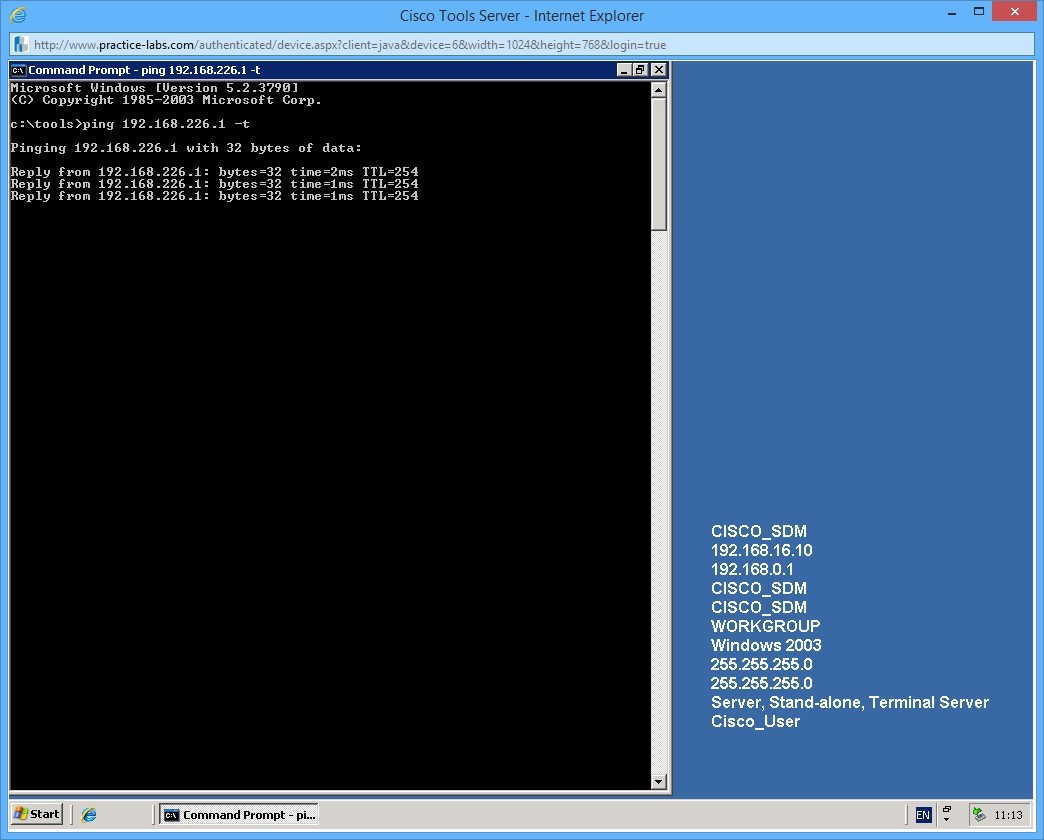 Cisco Tools Server - Internet Explorer
http://www.practice-labs.com/authenticated/device.aspx?client=java&device=6&width=1024&height=768&login=true
Command Prompt - ping 192.168.226.1 -t
Microsoft Windows [Version 5.2.3790]
(C) Copyright 1985-2003 Microsoft Corp.
c:\tools>ping 192.168.226.1 -t
Pinging 192.168.226.1 with 32 bytes of data:
Reply from 192.168.226.1: bytes=32 time=2ms TTL=254
Reply from 192.168.226.1: bytes=32 time=1ms TTL=254
Reply from 192.168.226.1: bytes=32 time=1ms TTL=254
CISCO_SDM
192.168.16.10
192.168.0.1
CISCO_SDM
CISCO_SDM
WORKGROUP
Windows 2003
255.255.255.0
255.255.255.0
Server, Stand-alone, Terminal Server
Cisco_User
Start
Command Prompt - pi...
EN
11:13